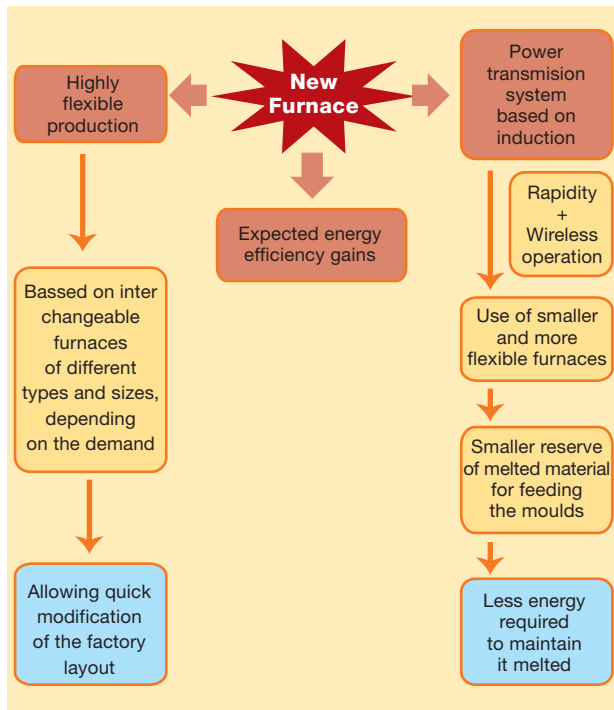 New
Furnace
Highly
flexible
production
Bassed on inter
changeable
furnaces
of different
types and sizes,
depending
on the demand
Allowing quick
modification
of the factory
layout
Expected energy
efficiency gains
Power
transmision
system
based on
induction
Rapidity
+
Wireless
operation
Use of smaller
and more
flexible furnaces
Smaller reserve
of melted material
for feeding
the moulds
Less energy
required
to maintain
it melted